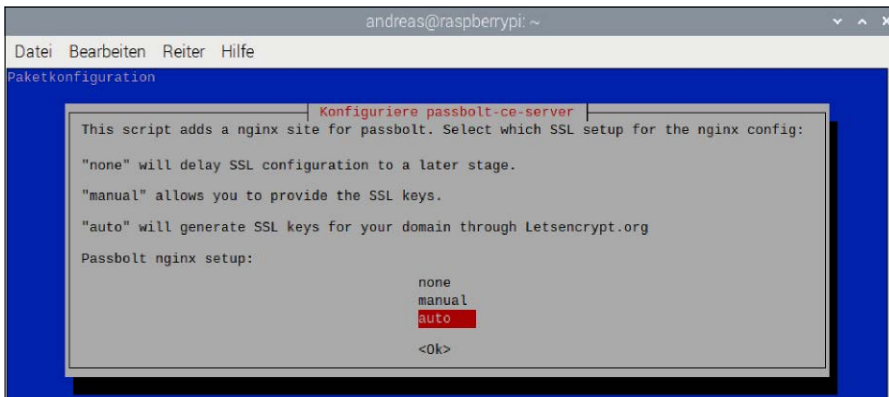 andreas@raspberrypi: ~
Datei Bearbeiten Reiter Hilfe
Paketkonfiguration
Konfiguriere passbolt-ce-server
This script adds a nginx site for passbolt. Select which SSL setup for the nginx config:
"none" will delay SSL configuration to a later stage.
"manual" allows you to provide the SSL keys.
"auto" will generate SSL keys for your domain through Letsencrypt.org
Passbolt nginx setup:
none
manual
auto
<Ok>